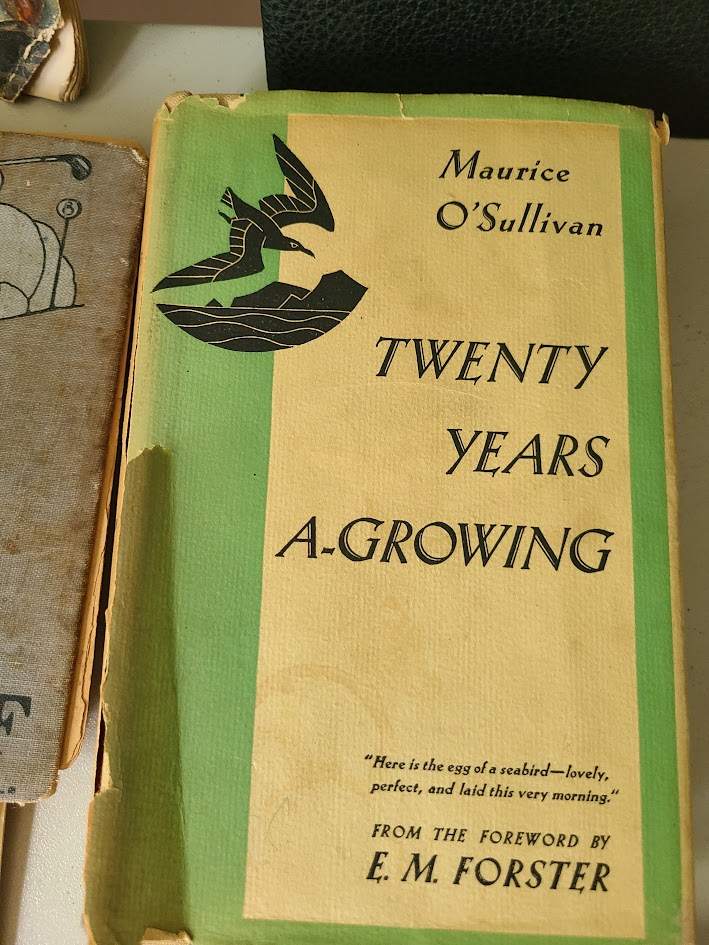 Maurice
O'Sullivan
TWENTY
YEARS
A-GROWING
"Here is the egg of a seabird—lovely,
perfect, and laid this very morning."
FROM THE FOREWORD BY
E. M. FORSTER
8
F